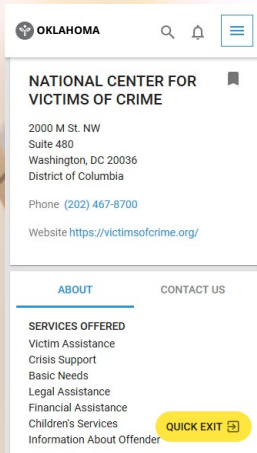 OKLAHOMA
NATIONAL CENTER FOR
VICTIMS OF CRIME
2000 M St. NW
Suite 480
Washington, DC 20036
District of Columbia
Phone (202) 467-8700
Website https://victimsofcrime.org/
ABOUT CONTACT US
SERVICES OFFERED
Victim Assistance
Crisis Support
Basic Needs
Legal Assistance
Financial Assistance
Children's Services
QUICK EXIT
Information About Offender